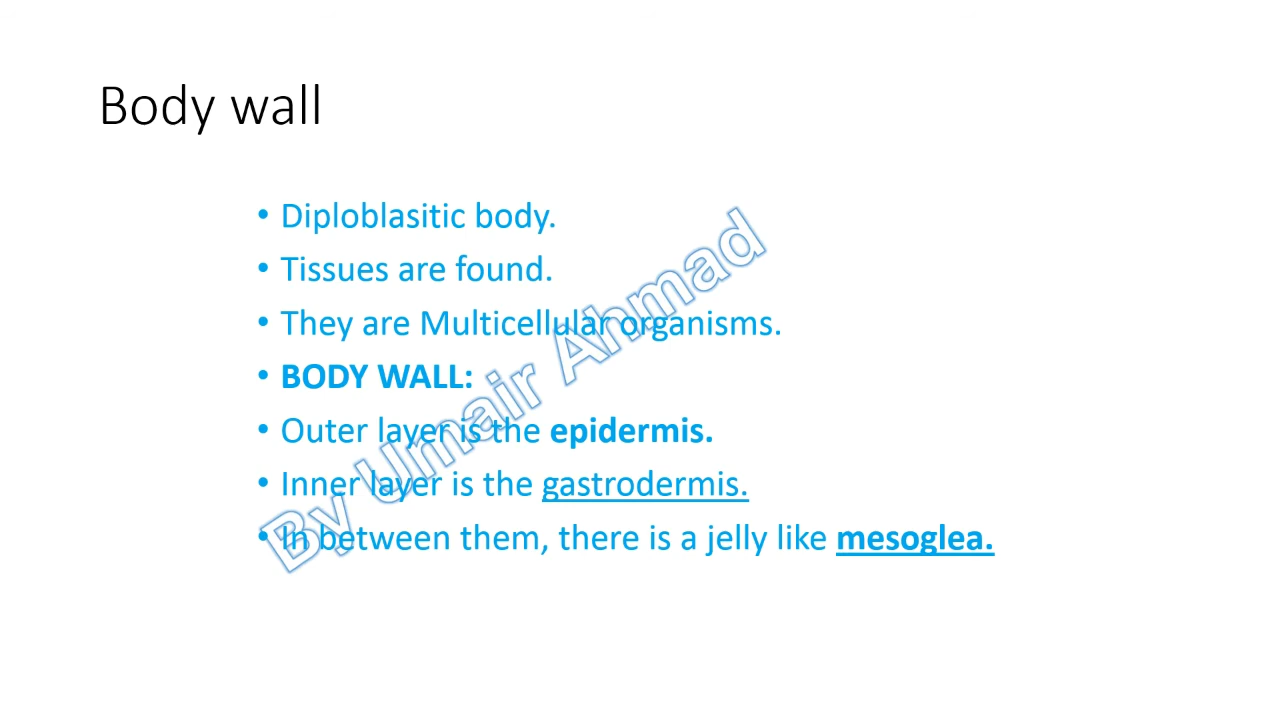 Body wall
• Diploblasitic body.
• Tissues are found.
• They are Multicellular organisms.
• BODY WALL:
• Outer layer is the epidermis.
• Inner layer is the gastrodermis.
• In between them, there is a jelly like mesoglea.
By Umair Ahmad